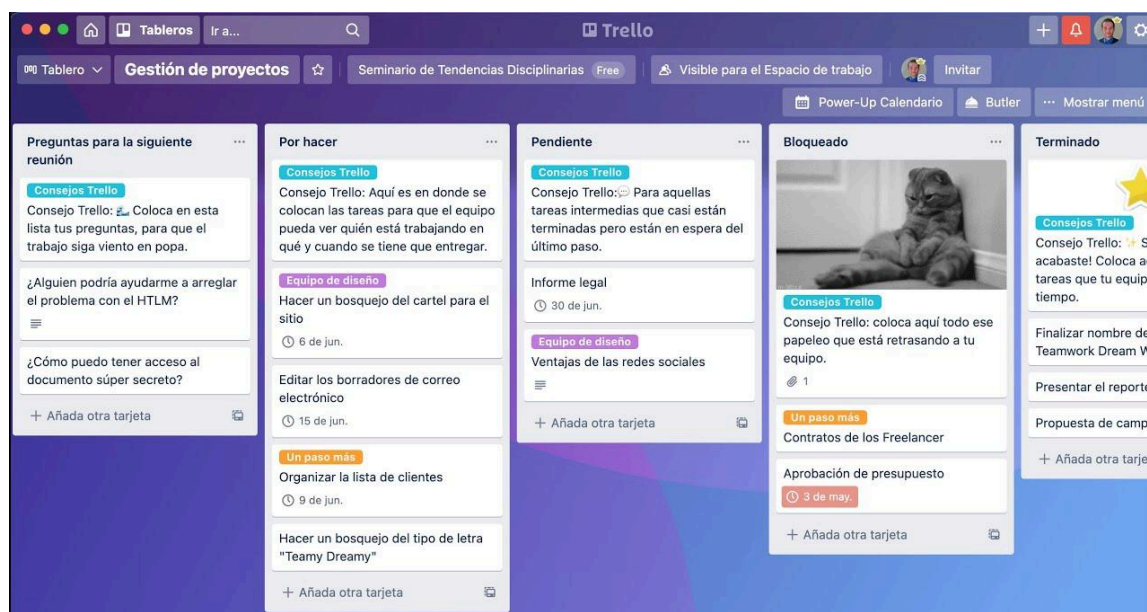 Tableros
Ir a...
Trello
Tablero
Gestión de proyectos
Seminario de Tendencias Disciplinarias Free
Visible para el Espacio de trabajo
Invitar
Power-Up Calendario
Butler
Mostrar menú
Preguntas para la siguiente
reunión
Consejos Trello
Consejo Trello: Coloca en esta
lista tus preguntas, para que el
trabajo siga viento en popa.
¿Alguien podría ayudarme a arreglar
el problema con el HTLM?
¿Cómo puedo tener acceso al
documento súper secreto?
+ Añada otra tarjeta
Por hacer
Consejos Trello
Consejo Trello: Aquí es en donde se
colocan las tareas para que el equipo
pueda ver quién está trabajando en
qué y cuando se tiene que entregar.
Equipo de diseño
Hacer un bosquejo del cartel para el
sitio
6 de jun.
Editar los borradores de correo
electrónico
15 de jun.
Un paso más
Organizar la lista de clientes
9 de jun.
Hacer un bosquejo del tipo de letra
"Teamy Dreamy"
+ Añada otra tarjeta
Pendiente
Consejos Trello
Consejo Trello: Para aquellas
tareas intermedias que casi están
terminadas pero están en espera del
último paso.
Informe legal
30 de jun.
Equipo de diseño
Ventajas de las redes sociales
+ Añada otra tarjeta
Bloqueado
Consejos Trello
Consejo Trello: coloca aquí todo ese
papeleo que está retrasando a tu
equipo.
1
Un paso más
Contratos de los Freelancer
Aprobación de presupuesto
3 de may.
+ Añada otra tarjeta
Terminado
Consejos Trello
Consejo Trello:
acabaste! Coloca
tareas que tu
tiempo.
Finalizar nombre
Teamwork Dream
Presentar el
Propuesta de
+ Añada otra